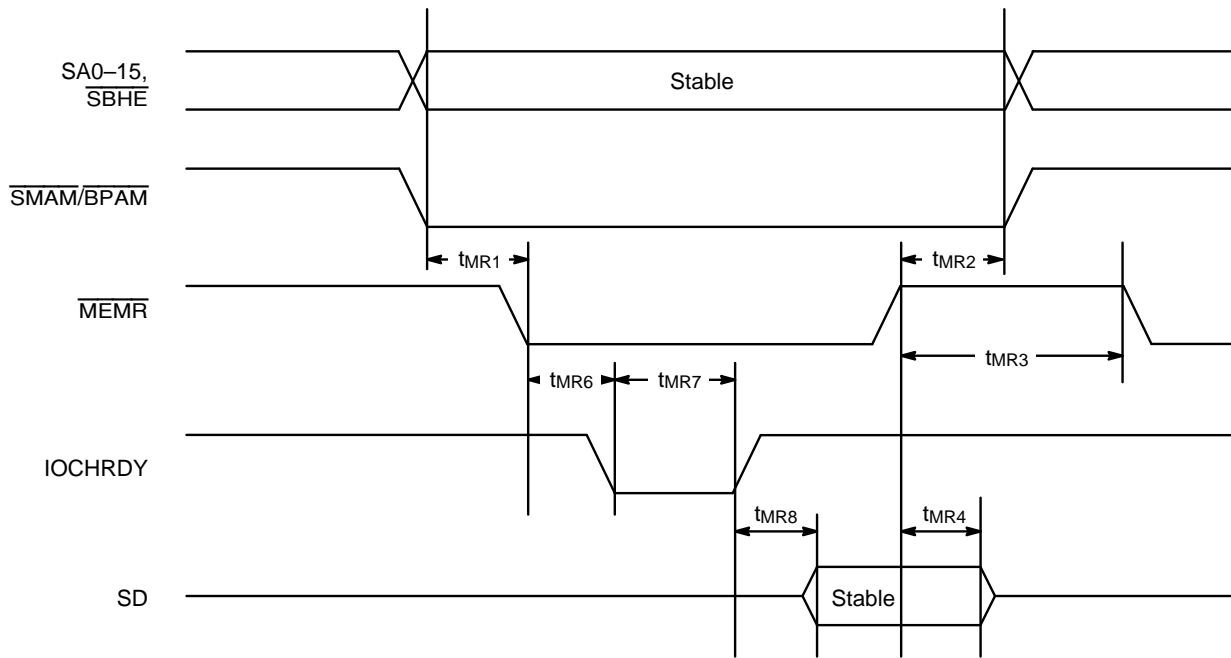 SA0–15,
SBHE
Stable
SMAM/BPAM
tMR1
tMR2
MEMR
tMR3
tMR6
tMR7
IOCHRDY
tMR8
tMR4
SD
Stable